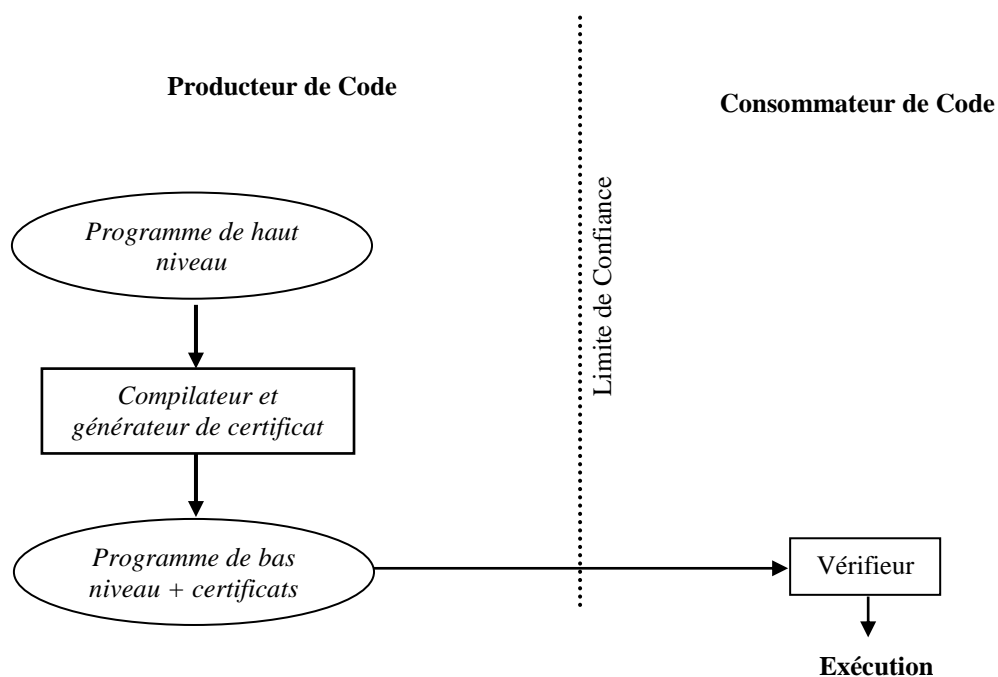 Producteur de Code
Consommateur de Code
Limite de Confiance
Programme de haut
niveau
Compilateur et
générateur de certificat
Programme de bas
niveau + certificats
Vérifieur
Exécution